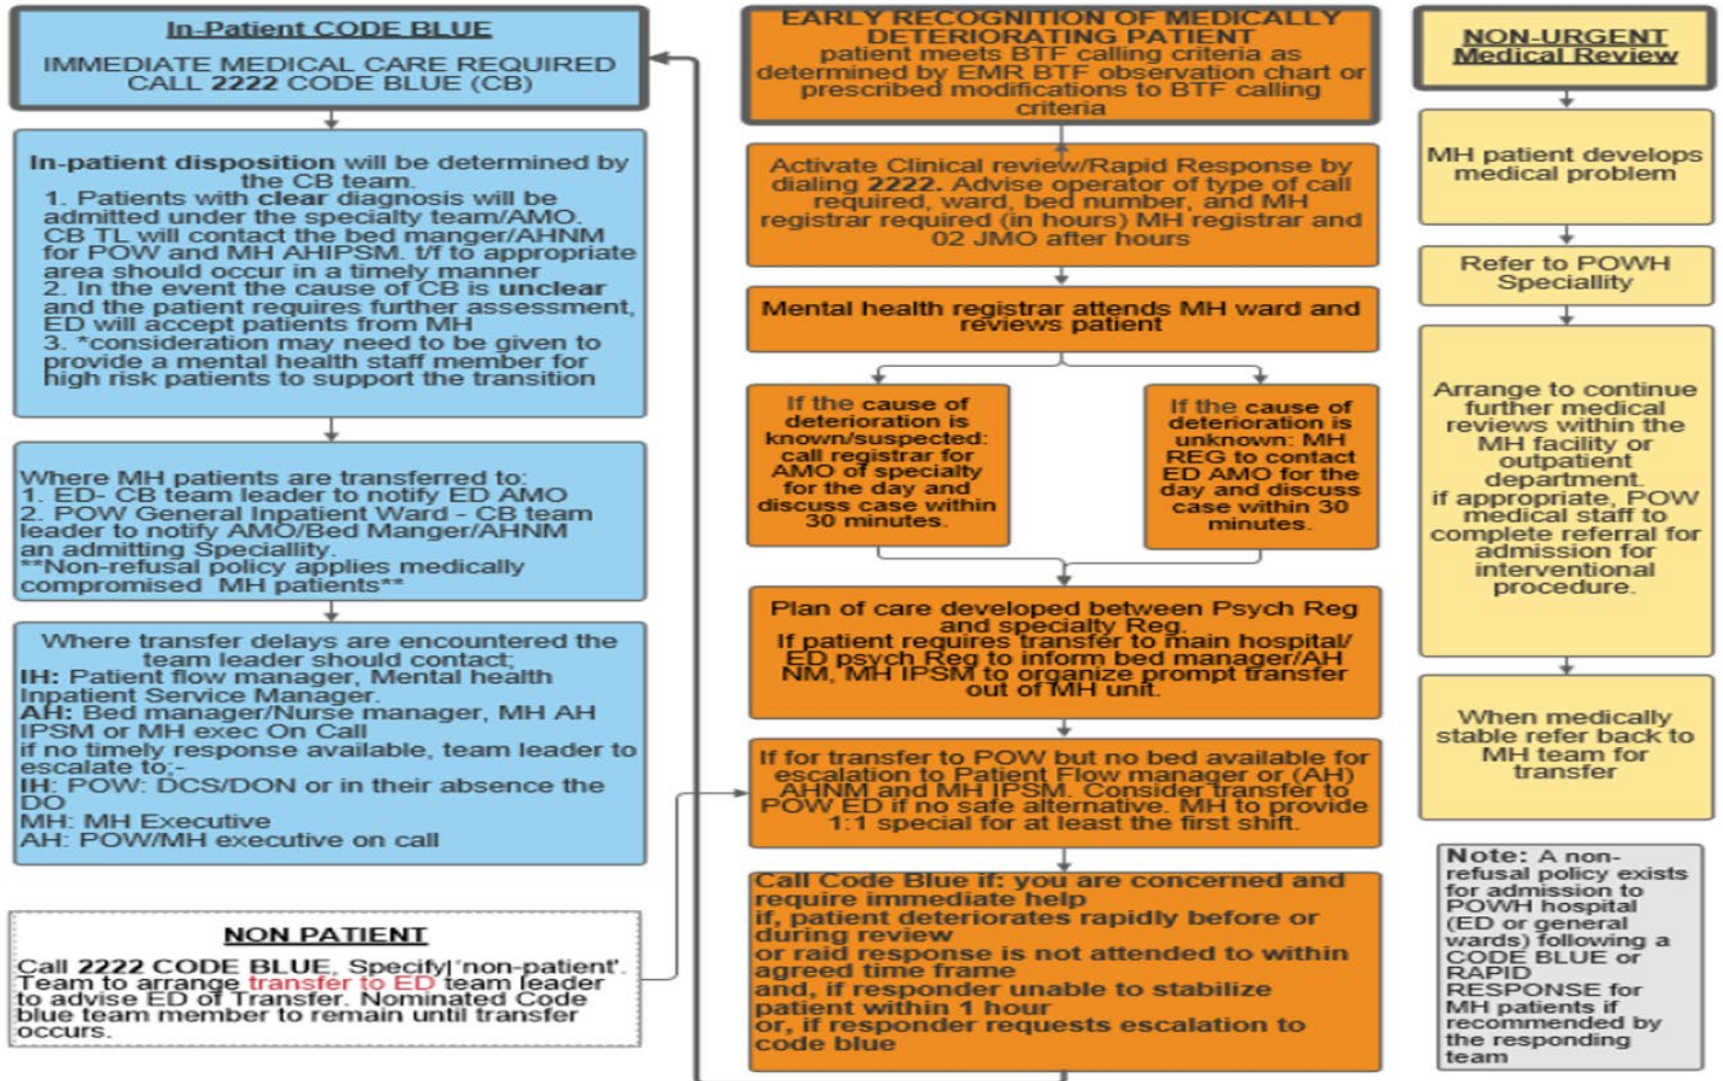 In-Patient CODE BLUE
IMMEDIATE MEDICAL CARE REQUIRED
CALL 2222 CODE BLUE (CB)
In-patient disposition will be determined by
the CB team.
1. Patients with clear diagnosis will be
admitted under the specialty team/AMO.
CB TL will contact the bed manger/AHNM
for POW and MH AHIPSM. t/f to appropriate
area should occur in a timely manner
2. In the event the cause of CB is unclear
and the patient requires further assessment,
ED will accept patients from MH
3. *consideration may need to be given to
provide a mental health staff member for
high risk patients to support the transition
Where MH patients are transferred to:
1. ED- CB team leader to notify ED AMO
2. POW General Inpatient Ward - CB team
leader to notify AMO/Bed Manger/AHNM
an admitting Speciallity.
**Non-refusal policy applies medically
compromised MH patients**
Where transfer delays are encountered the
team leader should contact;
IH: Patient flow manager, Mental health
Inpatient Service Manager.
AH: Bed manager/Nurse manager, MH AH
IPSM or MH exec On Call
if no timely response available, team leader to
escalate to;-
IH: POW: DCS/DON or in their absence the
DO
MH: MH Executive
AH: POW/MH executive on call
NON PATIENT
Call 2222 CODE BLUE, Specify| 'non-patient'.
Team to arrange transfer to ED team leader
to advise ED of Transfer. Nominated Code
blue team member to remain until transfer
occurs.
EARLY RECOGNITION OF MEDICALLY
DETERIORATING PATIENT
patient meets BTF calling criteria as
determined by EMR BTF observation chart or
prescribed modifications to BTF calling
criteria
Activate Clinical review/Rapid Response by
dialing 2222. Advise operator of type of call
required, ward, bed number, and MH
registrar required (in hours) MH registrar and
02 JMO after hours
Mental health registrar attends MH ward and
reviews patient
If the cause of
deterioration is
known/suspected:
call registrar for
AMO of specialty
for the day and
discuss case within
30 minutes.
If the cause of
deterioration is
unknown: MH
REG to contact
ED AMO for the
day and discuss
case within 30
minutes.
Plan of care developed between Psych Reg
and specialty Reg.
If patient requires transfer to main hospital/
ED psych Reg to inform bed manager/AH
NM, MH IPSM to organize prompt transfer
out of MH unit.
If for transfer to POW but no bed available for
escalation to Patient Flow manager or (AH)
AHNM and MH IPSM. Consider transfer to
POW ED if no safe alternative. MH to provide
1:1 special for at least the first shift.
Call Code Blue if: you are concerned and
require immediate help
if, patient deteriorates rapidly before or
during review
or raid response is not attended to within
agreed time frame
and, if responder unable to stabilize
patient within 1 hour
or, if responder requests escalation to
code blue
NON-URGENT
Medical Review
MH patient develops
medical problem
Refer to POWH
Speciallity
Arrange to continue
further medical
reviews within the
MH facility or
outpatient
department.
if appropriate, POW
medical staff to
complete referral for
admission for
interventional
procedure.
When medically
stable refer back to
MH team for
transfer
Note: A non-
refusal policy exists
for admission to
POWH hospital
(ED or general
wards) following a
CODE BLUE or
RAPID
RESPONSE for
MH patients if
recommended by
the responding
team